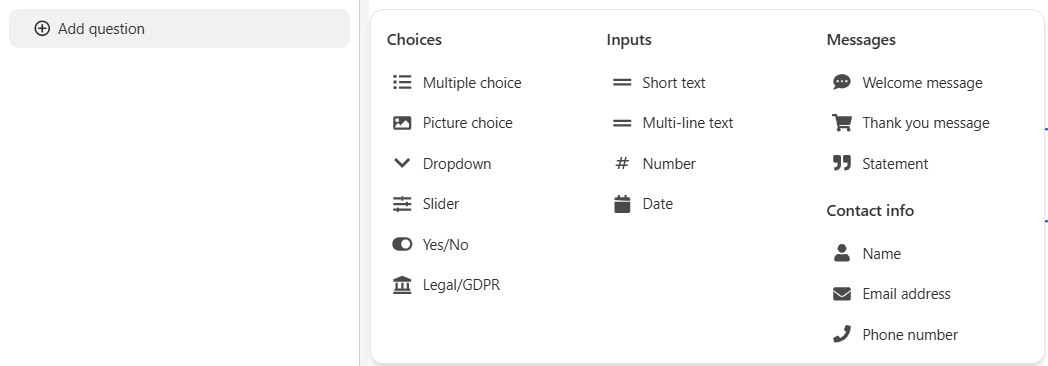 Add question
Choices
Multiple choice
Picture choice
Dropdown
Slider
Yes/No
Legal/GDPR
Inputs
Short text
Multi-line text
# Number
Date
Messages
Welcome message
Thank you message
Statement
Contact info
Name
Email address
Phone number